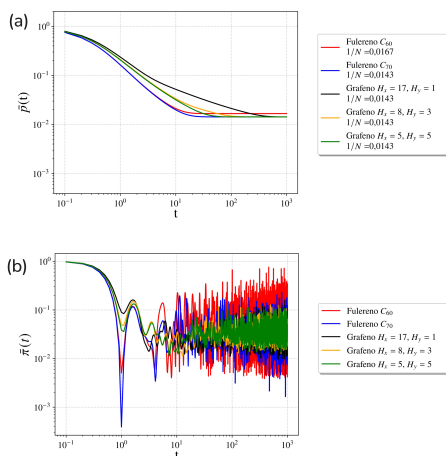 (a)
10⁰
10⁻¹
10⁻²
10⁻³
p̄(t)
10⁻¹ 10⁰ 10¹ 10² 10³
t
Fulereno C₆₀
1/N =0,0167
Fulereno C₇₀
1/N =0,0143
Grafeno Hₓ = 17, Hᵧ = 1
1/N =0,0143
Grafeno Hₓ = 8, Hᵧ = 3
1/N =0,0143
Grafeno Hₓ = 5, Hᵧ = 5
1/N =0,0143
(b)
10⁰
10⁻¹
10⁻²
10⁻³
π̄(t)
10⁻¹ 10⁰ 10¹ 10² 10³
t
Fulereno C₆₀
Fulereno C₇₀
Grafeno Hₓ = 17, Hᵧ = 1
Grafeno Hₓ = 8, Hᵧ = 3
Grafeno Hₓ = 5, Hᵧ = 5